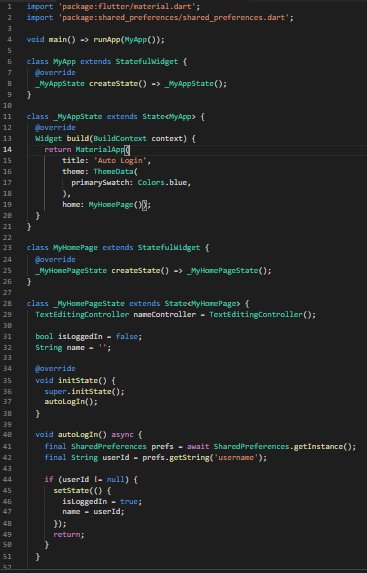 1 import 'package:flutter/material.dart';
2 import 'package:shared_preferences/shared_preferences.dart';
3
4 void main() => runApp(MyApp());
5
6 class MyApp extends StatefulWidget {
7 @override
8 _MyAppState createState() => _MyAppState();
9 }
10
11 class _MyAppState extends State<MyApp> {
12 @override
13 Widget build(BuildContext context) {
14 return MaterialApp(
15 title: 'Auto Login',
16 theme: ThemeData(
17 primarySwatch: Colors.blue,
18 ),
19 home: MyHomePage());
20 }
21 }
22
23 class MyHomePage extends StatefulWidget {
24 @override
25 _MyHomePageState createState() => _MyHomePageState();
26 }
27
28 class _MyHomePageState extends State<MyHomePage> {
29 TextEditingController nameController = TextEditingController();
30
31 bool isLoggedIn = false;
32 String name = '';
33
34 @override
35 void initState() {
36 super.initState();
37 autoLogIn();
38 }
39
40 void autoLogIn() async {
41 final SharedPreferences prefs = await SharedPreferences.getInstance();
42 final String userId = prefs.getString('username');
43
44 if (userId != null) {
45 setState(() {
46 isLoggedIn = true;
47 name = userId;
48 });
49 return;
50 }
51 }
52